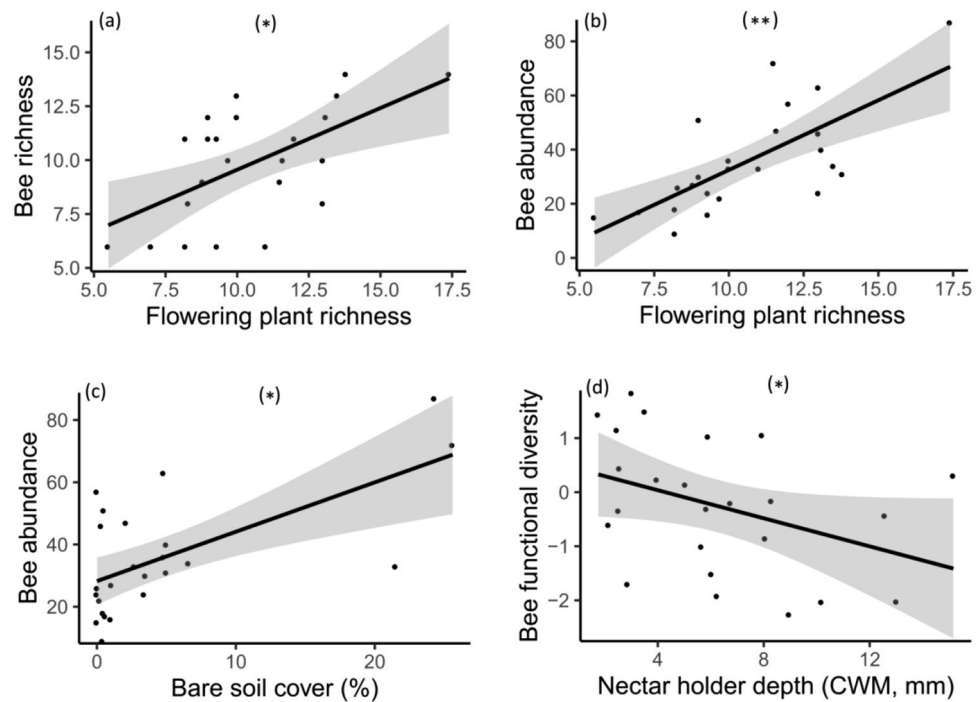 (a) (*)
15.0
12.5
10.0
7.5
5.0
Bee richness
5.0 7.5 10.0 12.5 15.0 17.5
Flowering plant richness
(b) (**)
80
60
40
20
0
Bee abundance
5.0 7.5 10.0 12.5 15.0 17.5
Flowering plant richness
(c) (*)
80
60
40
20
Bee abundance
0 10 20
Bare soil cover (%)
(d) (*)
1
0
−1
−2
Bee functional diversity
4 8 12
Nectar holder depth (CWM, mm)